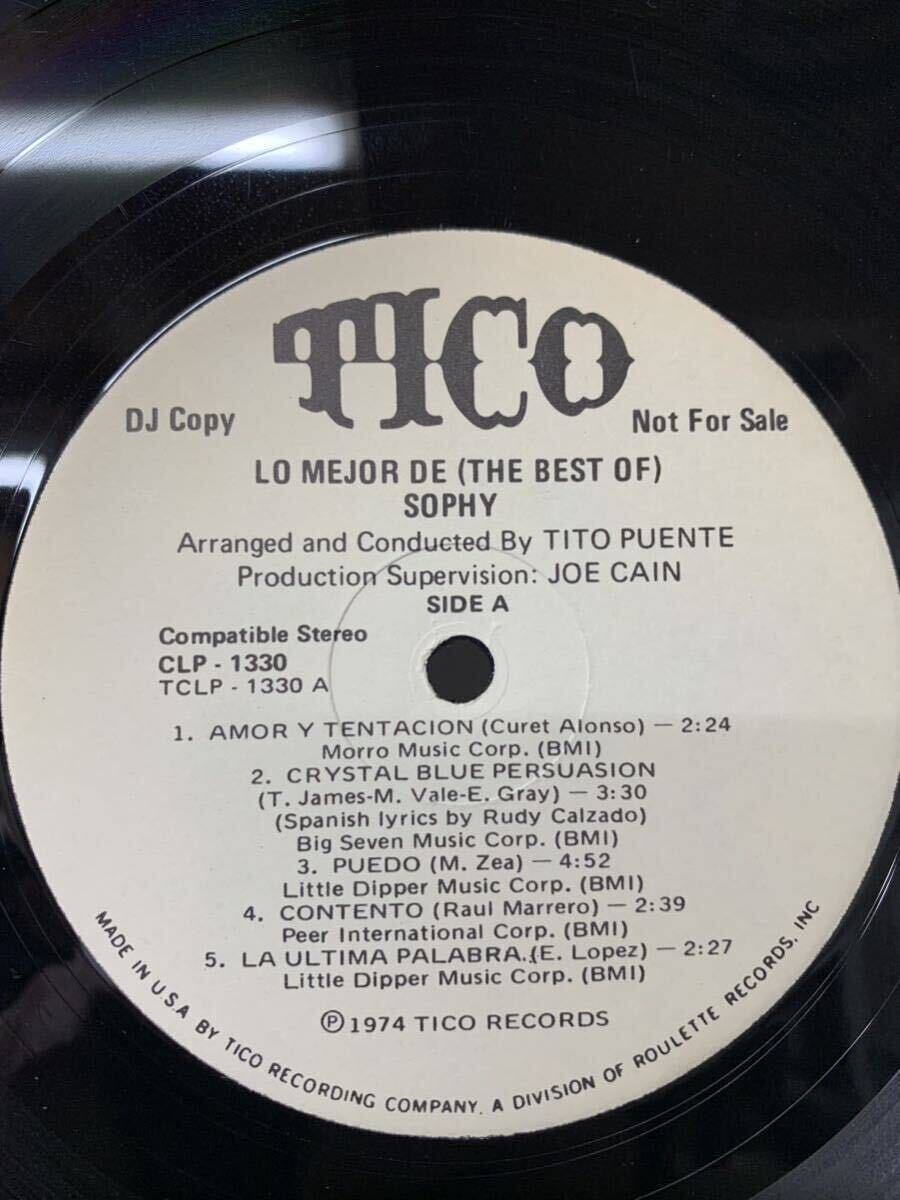 TICO
DJ Copy
Not For Sale
LO MEJOR DE (THE BEST OF)
SOPHY
Arranged and Conducted By TITO PUENTE
Production Supervision: JOE CAIN
SIDE A
Compatible Stereo
CLP - 1330
TCLP - 1330 A
1. AMOR Y TENTACION (Curet Alonso) — 2:24
Morro Music Corp. (BMI)
2. CRYSTAL BLUE PERSUASION
(T. James-M. Vale-E. Gray) — 3:30
(Spanish lyrics by Rudy Calzado)
Big Seven Music Corp. (BMI)
3. PUEDO (M. Zea) — 4:52
Little Dipper Music Corp. (BMI)
4. CONTENTO (Raul Marrero) — 2:39
Peer International Corp. (BMI)
5. LA ULTIMA PALABRA.(E. Lopez) — 2:27
Little Dipper Music Corp. (BMI)
℗1974 TICO RECORDS
MADE IN U.S.A BY TICO RECORDING COMPANY. A DIVISION OF ROULETTE RECORDS, INC